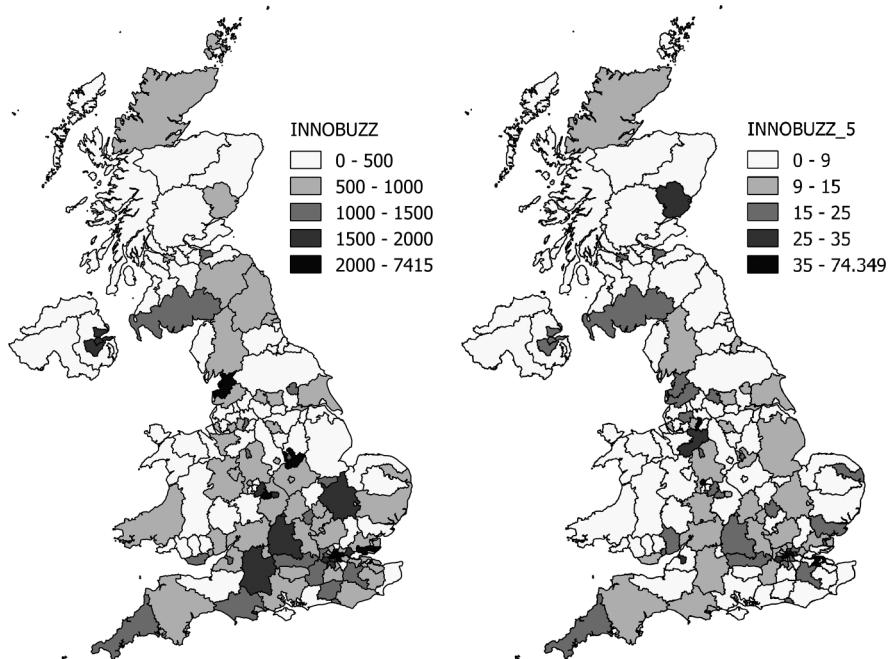 INNOBUZZ
0 - 500
500 - 1000
1000 - 1500
1500 - 2000
2000 - 7415
INNOBUZZ_5
0 - 9
9 - 15
15 - 25
25 - 35
35 - 74.349